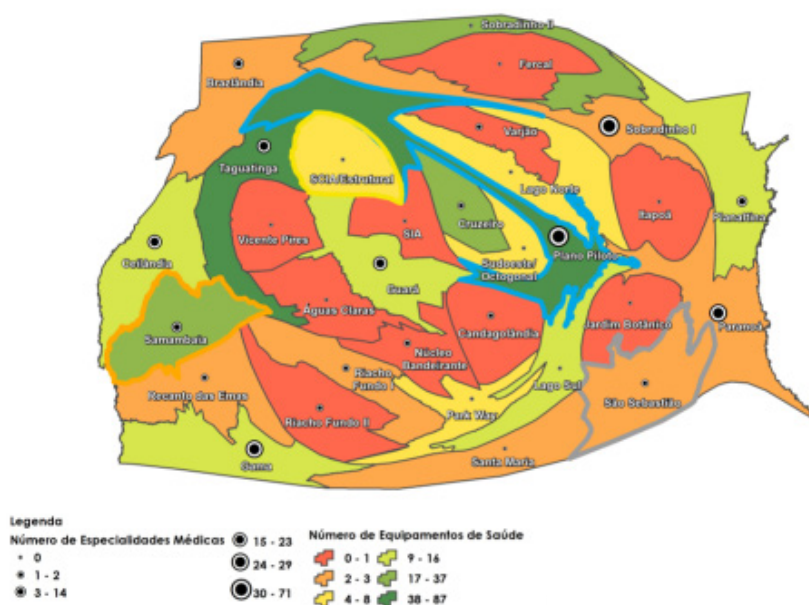 Sobradinho II
Fercal
Brazlândia
Varjão
Sobradinho I
Taguatinga
SCIA/Estrutural
Lago Norte
Itapoã
Planaltina
Cruzeiro
Vicente Pires
SIA
Plano Piloto
Ceilândia
Sudoeste/
Octogonal
Guará
Águas Claras
Candagolândia
Jardim Botânico
Paranoá
Samambaia
Núcleo
Bandeirante
Riacho
Fundo I
Lago Sul
Recanto das Emas
São Sebastião
Park Way
Riacho Fundo II
Gama
Santa Maria
Legenda
Número de Especialidades Médicas
0
1 - 2
3 - 14
15 - 23
24 - 29
30 - 71
Número de Equipamentos de Saúde
0 - 1
2 - 3
4 - 8
9 - 16
17 - 37
38 - 87